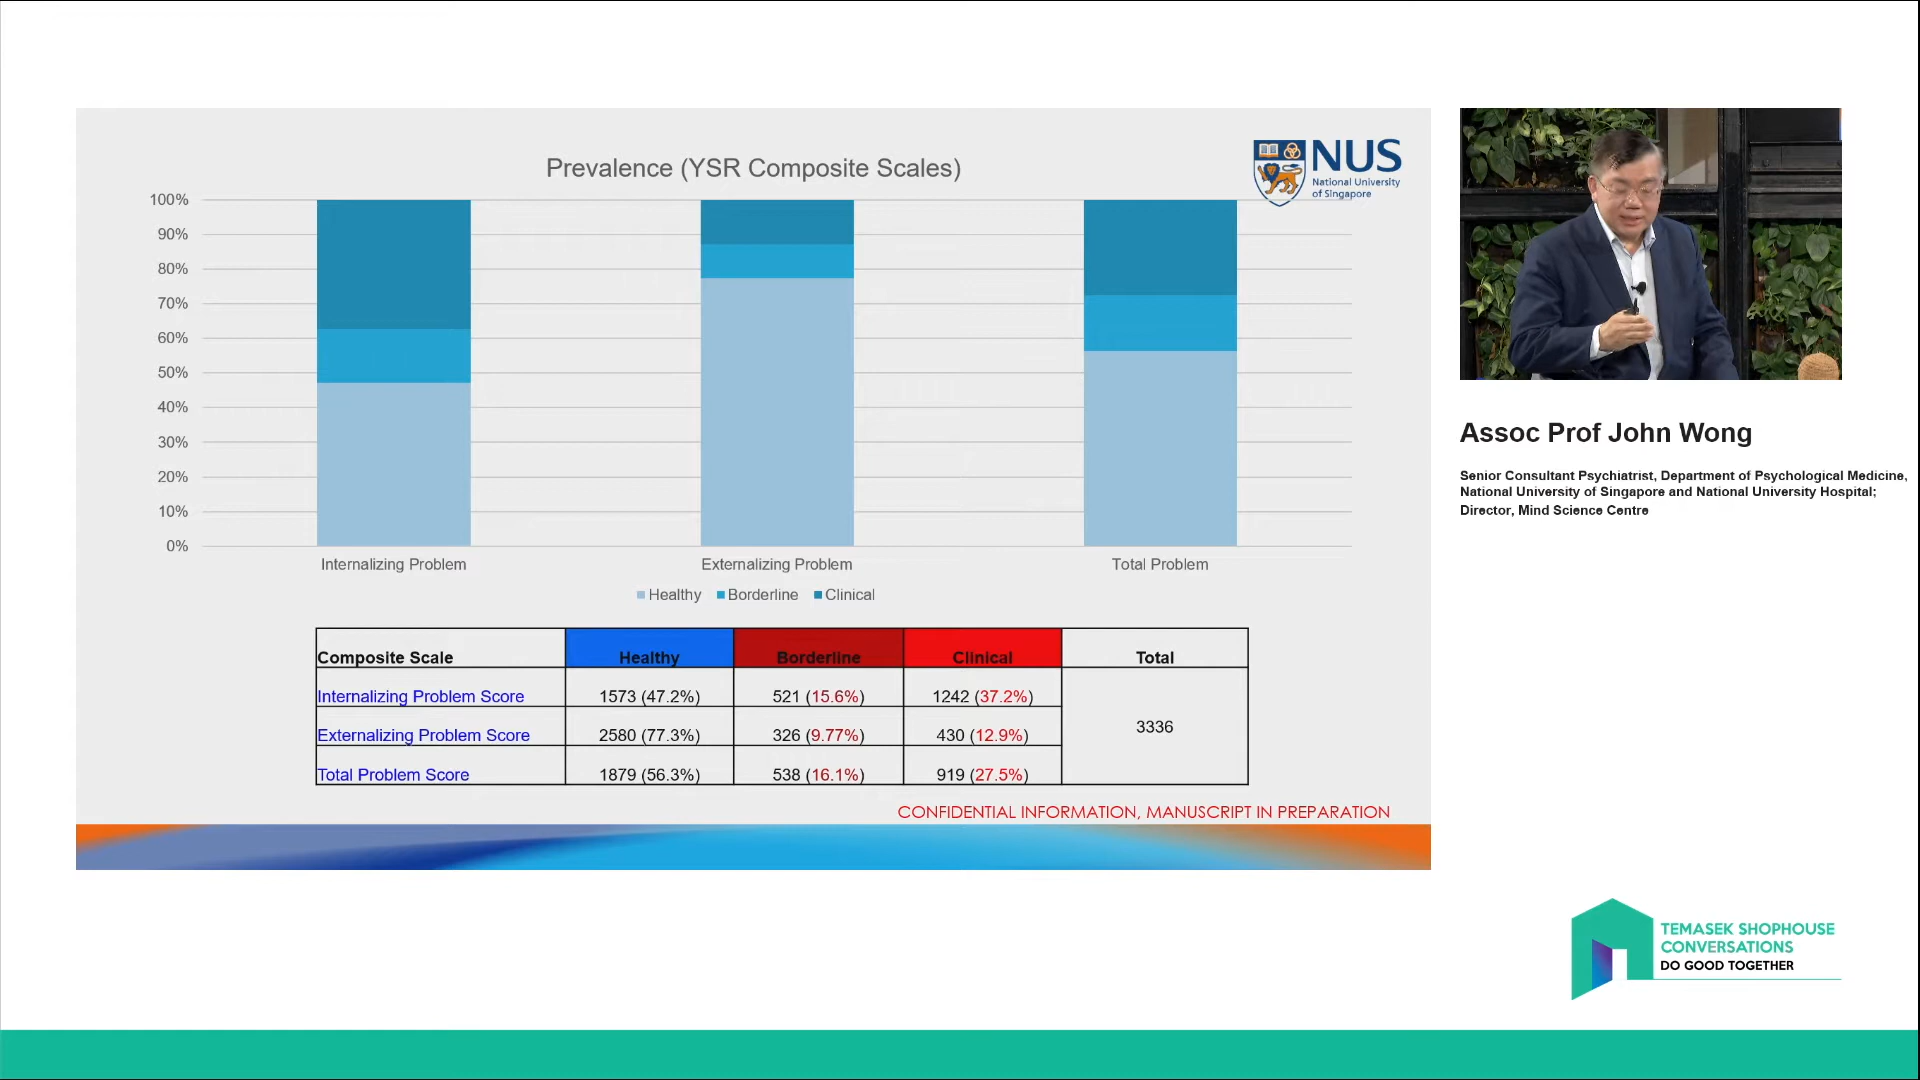 Prevalence (YSR Composite Scales)
NUS
National University
of Singapore
100%
90%
80%
70%
60%
50%
40%
30%
20%
10%
0%
Internalizing Problem Externalizing Problem Total Problem
Healthy Borderline Clinical
Composite Scale Healthy Borderline Clinical Total
Internalizing Problem Score 1573 (47.2%) 521 (15.6%) 1242 (37.2%)
3336
Externalizing Problem Score 2580 (77.3%) 326 (9.77%) 430 (12.9%)
Total Problem Score 1879 (56.3%) 538 (16.1%) 919 (27.5%)
CONFIDENTIAL INFORMATION, MANUSCRIPT IN PREPARATION
Assoc Prof John Wong
Senior Consultant Psychiatrist, Department of Psychological Medicine,
National University of Singapore and National University Hospital;
Director, Mind Science Centre
TEMASEK SHOPHOUSE
CONVERSATIONS
DO GOOD TOGETHER